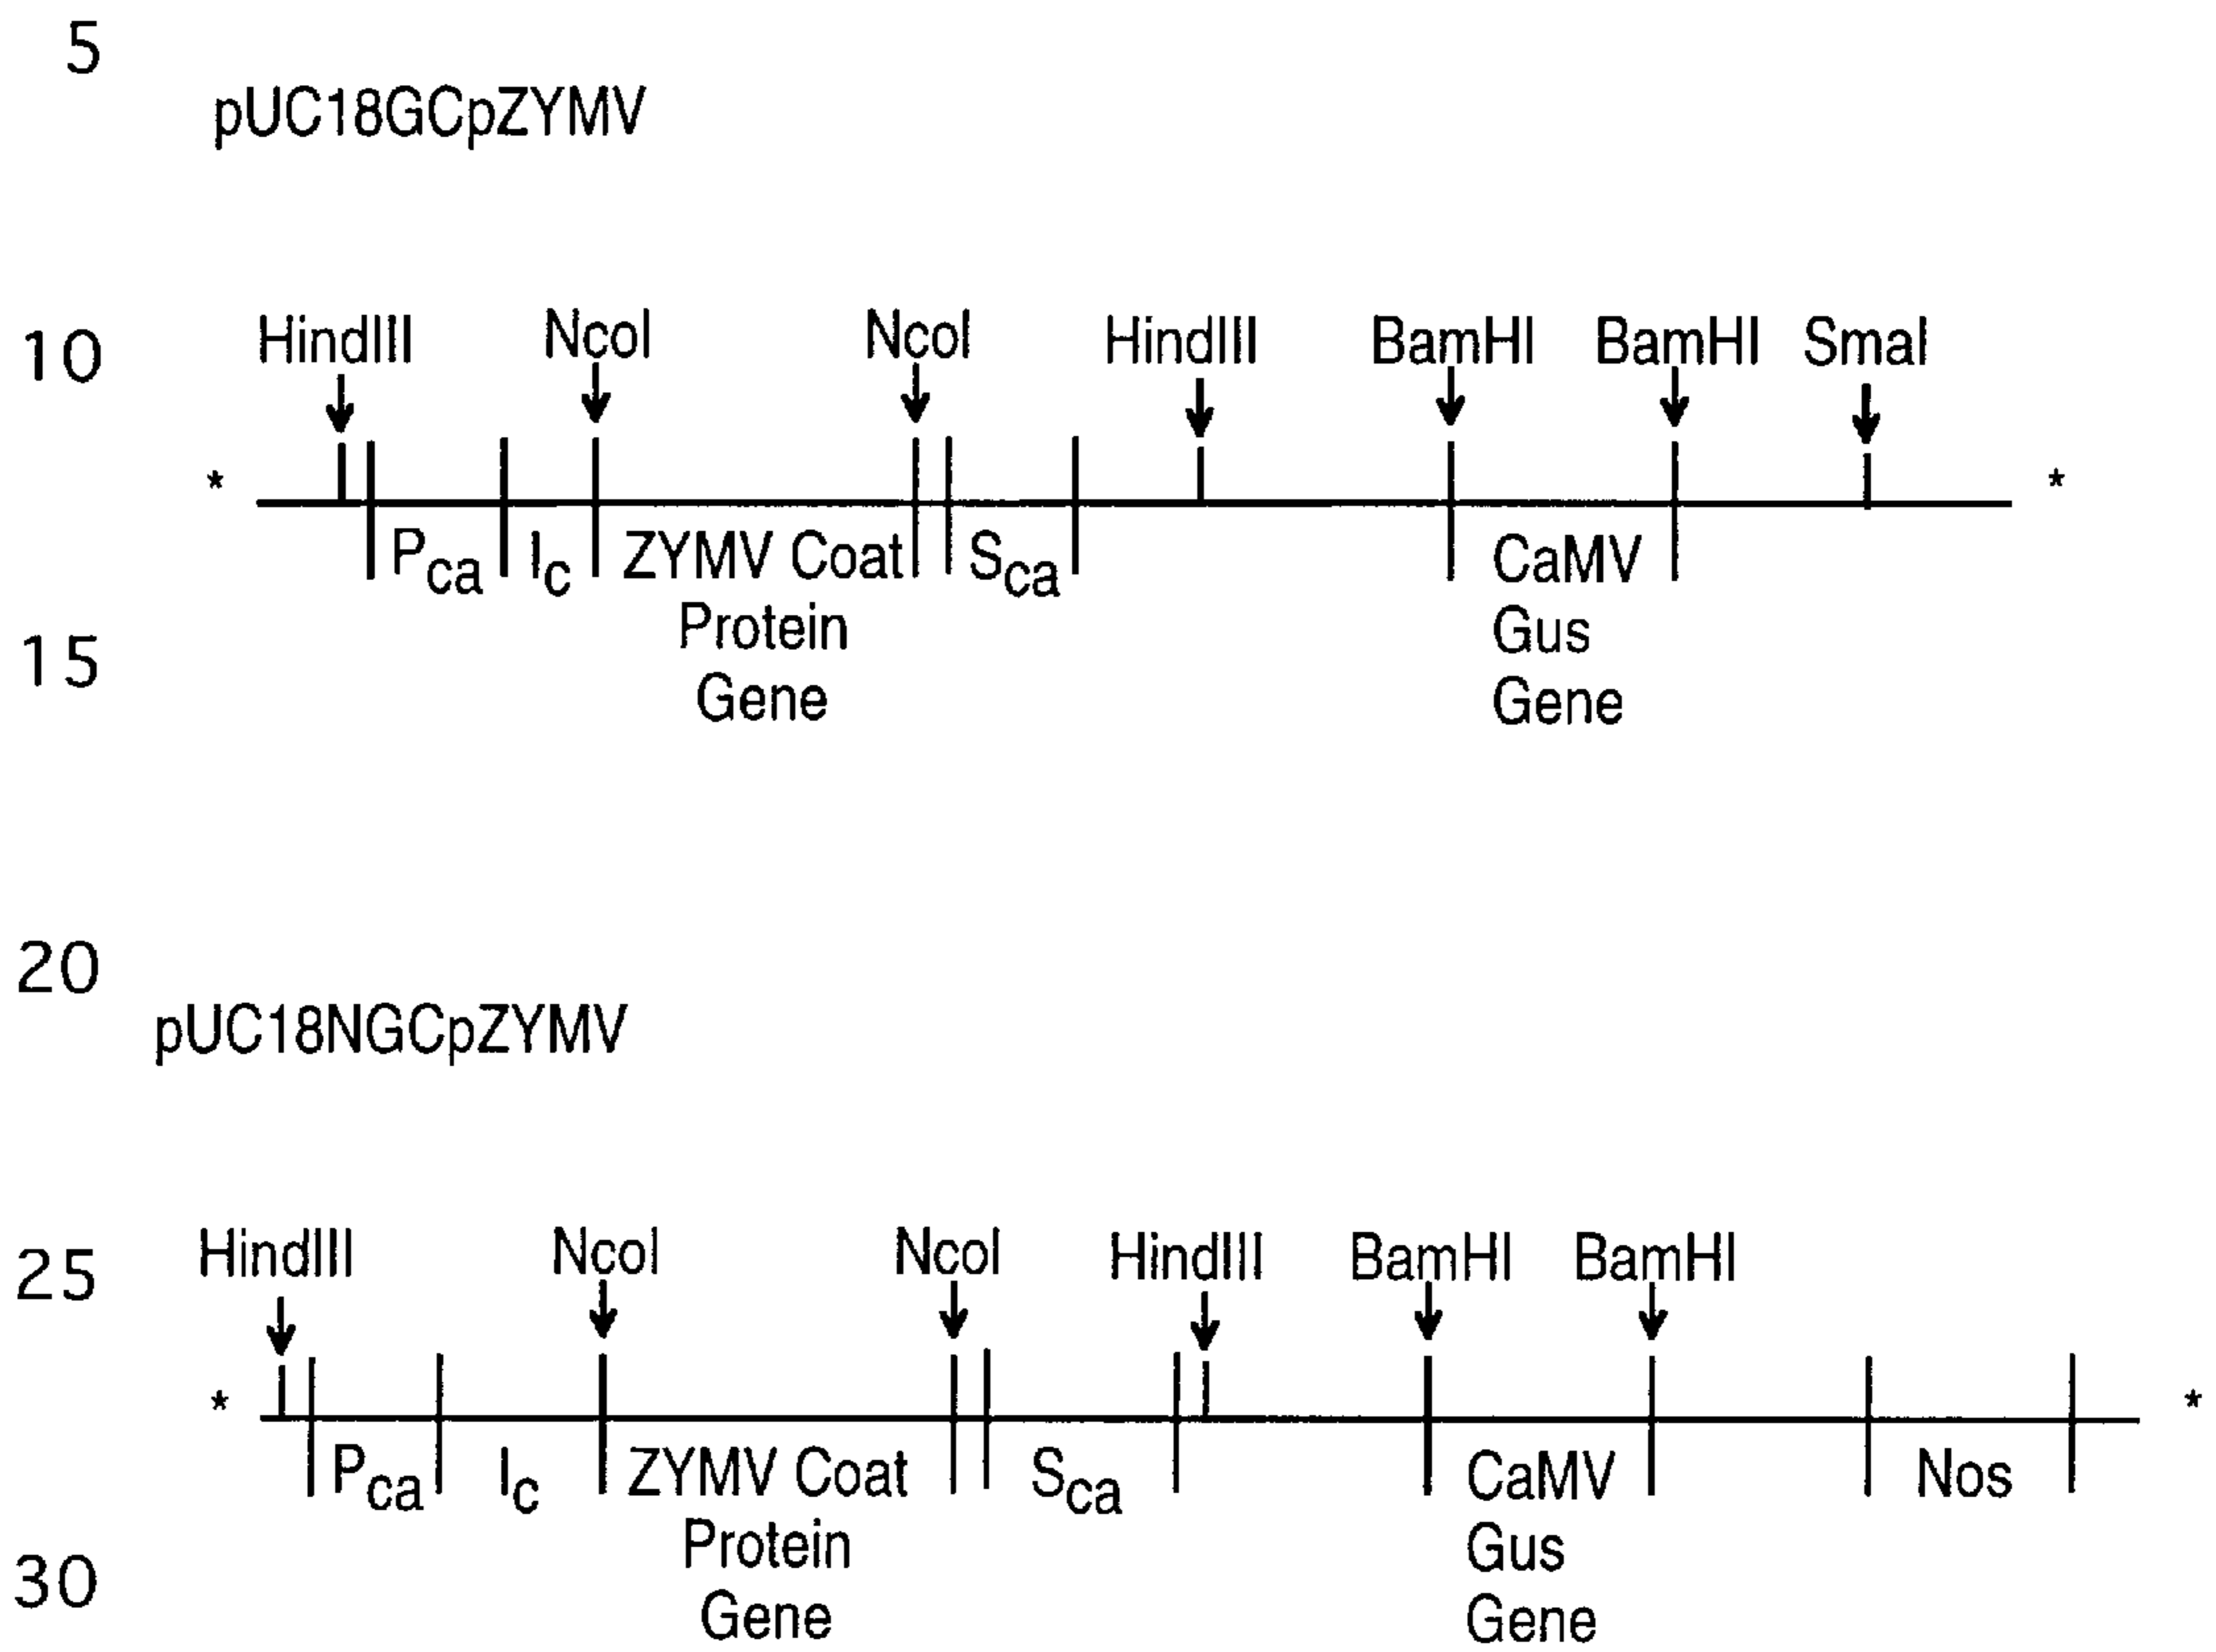 5
pUC18GCpZYMV
10 HindIII NcoI NcoI HindIII BamHI BamHI SmaI
* *
Pca Ic ZYMV Coat Sca CaMV
15 Protein Gus
Gene Gene
20
pUC18NGCpZYMV
25 HindIII NcoI NcoI HindIII BamHI BamHI
* *
Pca Ic ZYMV Coat Sca CaMV Nos
Protein Gus
30 Gene Gene